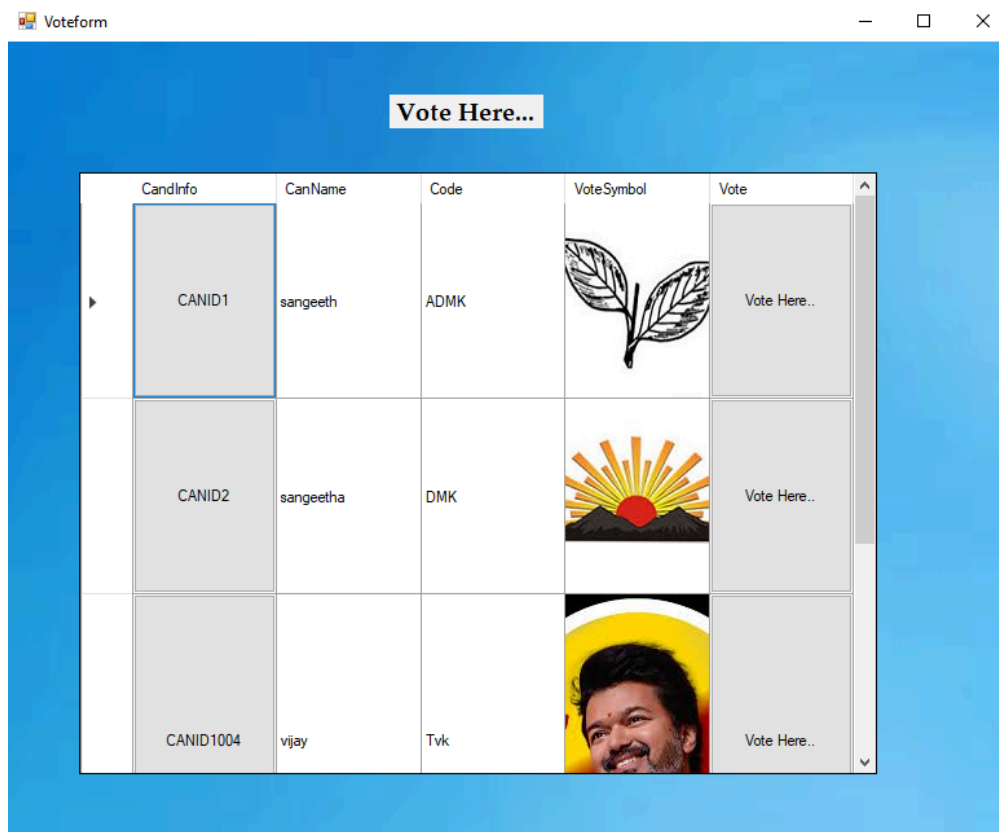 Voteform
Vote Here...
CandInfo CanName Code VoteSymbol Vote
CANID1 sangeeth ADMK Vote Here..
CANID2 sangeetha DMK Vote Here..
CANID1004 vijay Tvk Vote Here..